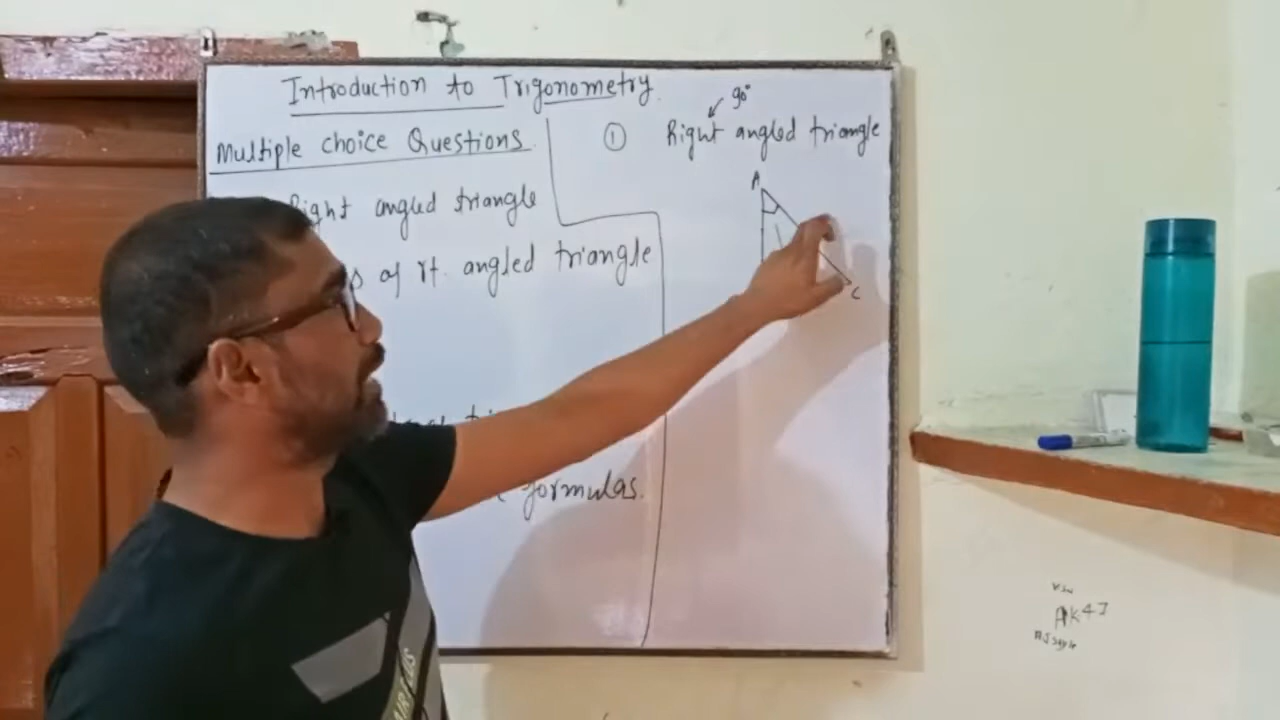 Introduction to Trigonometry.
Multiple choice Questions.
Right angled triangle
of rt. angled triangle
formulas.
90°
① Right angled triangle
A
C
AK47